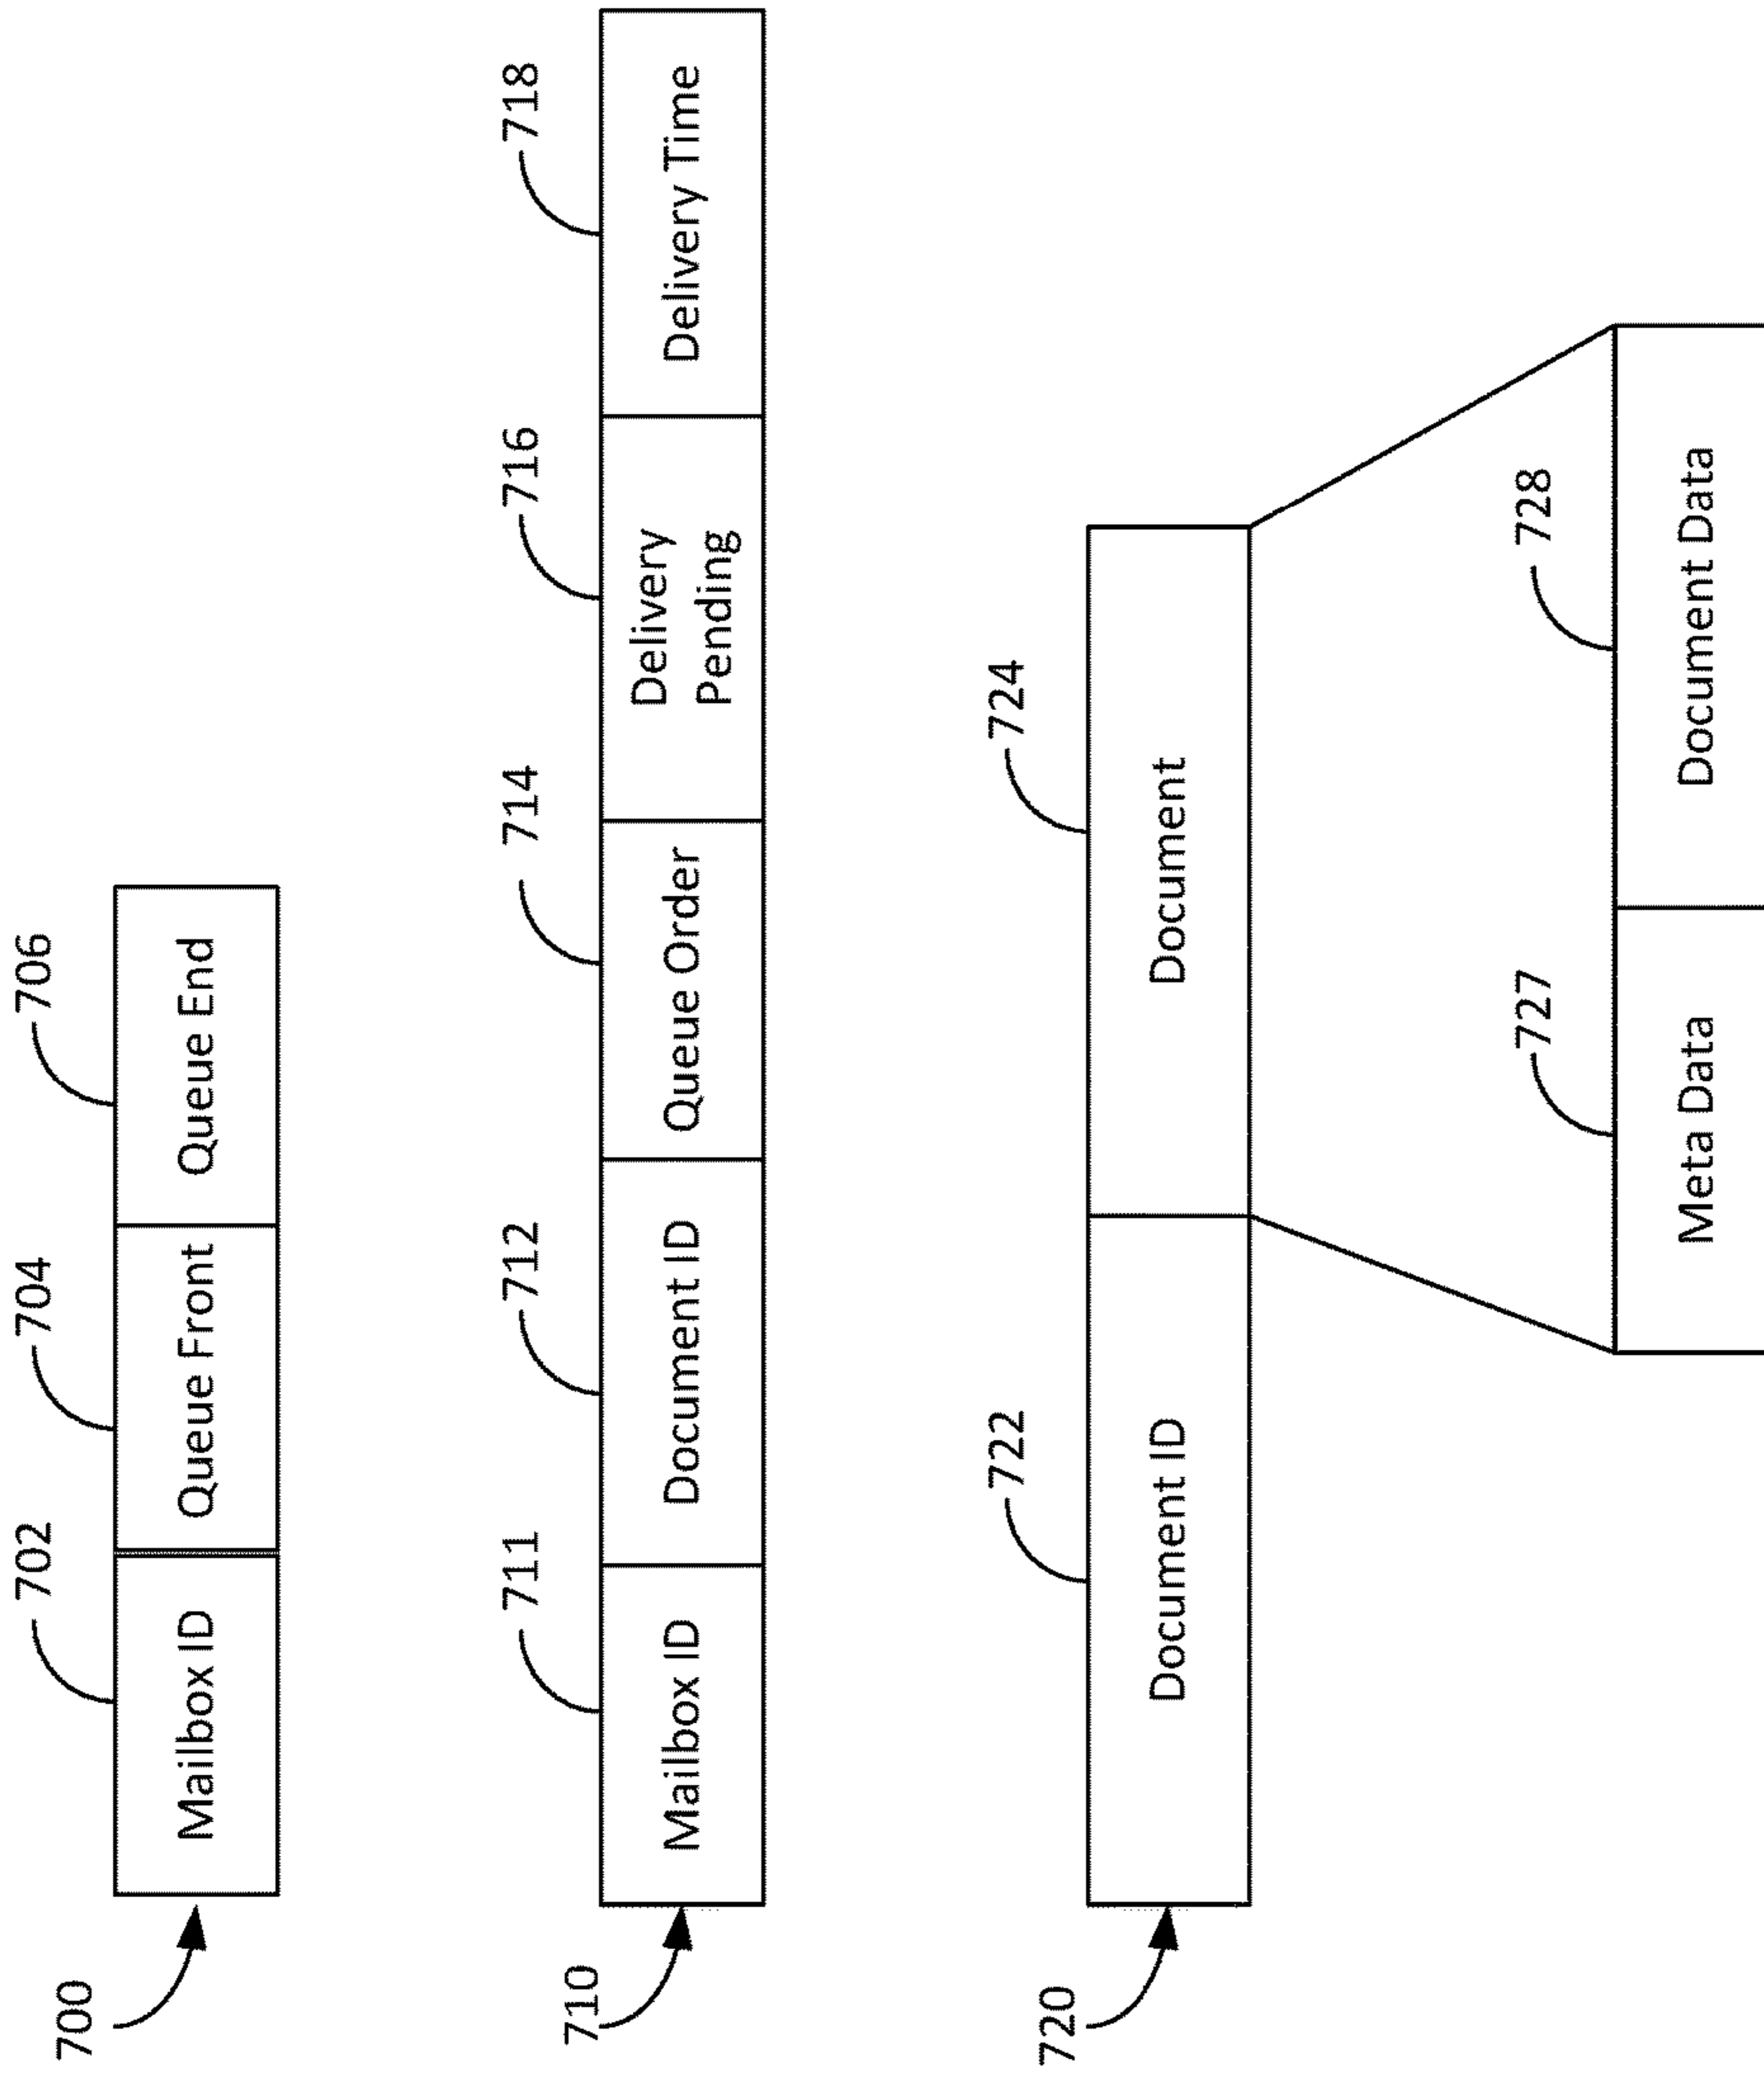 702
704
706
700
Mailbox ID
Queue Front
Queue End
711
712
714
716
718
710
Mailbox ID
Document ID
Queue Order
Delivery
Pending
Delivery Time
722
724
720
Document ID
Document
727
728
Meta Data
Document Data